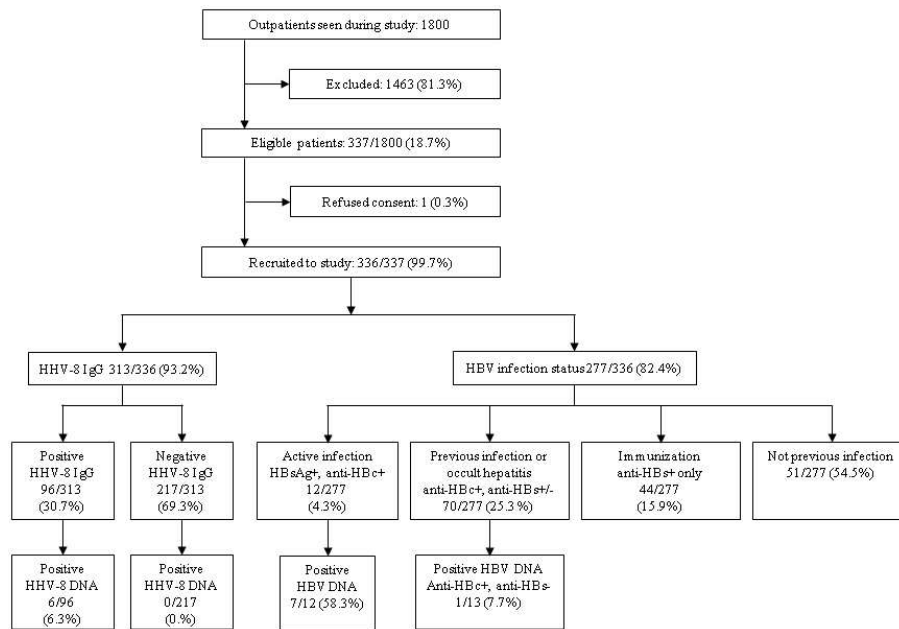 Outpatients seen during study: 1800
Excluded: 1463 (81.3%)
Eligible patients: 337/1800 (18.7%)
Refused consent: 1 (0.3%)
Recruited to study: 336/337 (99.7%)
HHV-8 IgG 313/336 (93.2%)
HBV infection status 277/336 (82.4%)
Positive
HHV-8 IgG
96/313
(30.7%)
Negative
HHV-8 IgG
217/313
(69.3%)
Active infection
HBsAg+, anti-HBc+
12/277
(4.3%)
Previous infection or
occult hepatitis
anti-HBc+, anti-HBs+/-
70/277 (25.3 %)
Immunization
anti-HBs+ only
44/277
(15.9%)
Not previous infection
51/277 (54.5%)
Positive
HHV-8 DNA
6/96
(6.3%)
Positive
HHV-8 DNA
0/217
(0.%)
Positive
HBV DNA
7/12 (58.3%)
Positive HBV DNA
Anti-HBc+, anti-HBs-
1/13 (7.7%)